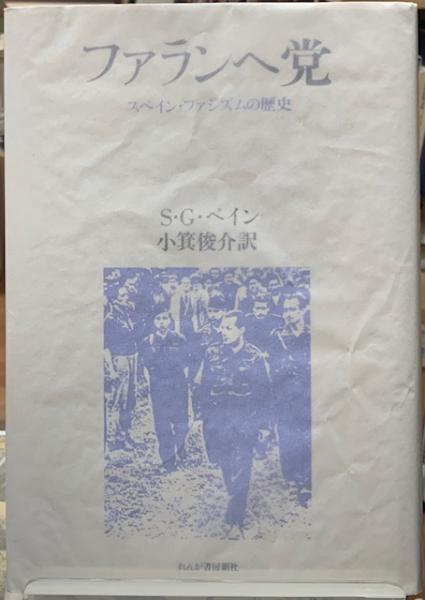 ファランヘ党
スペイン・ファシズムの歴史
S・G・ペイン
小箕俊介訳
れんが書房新社